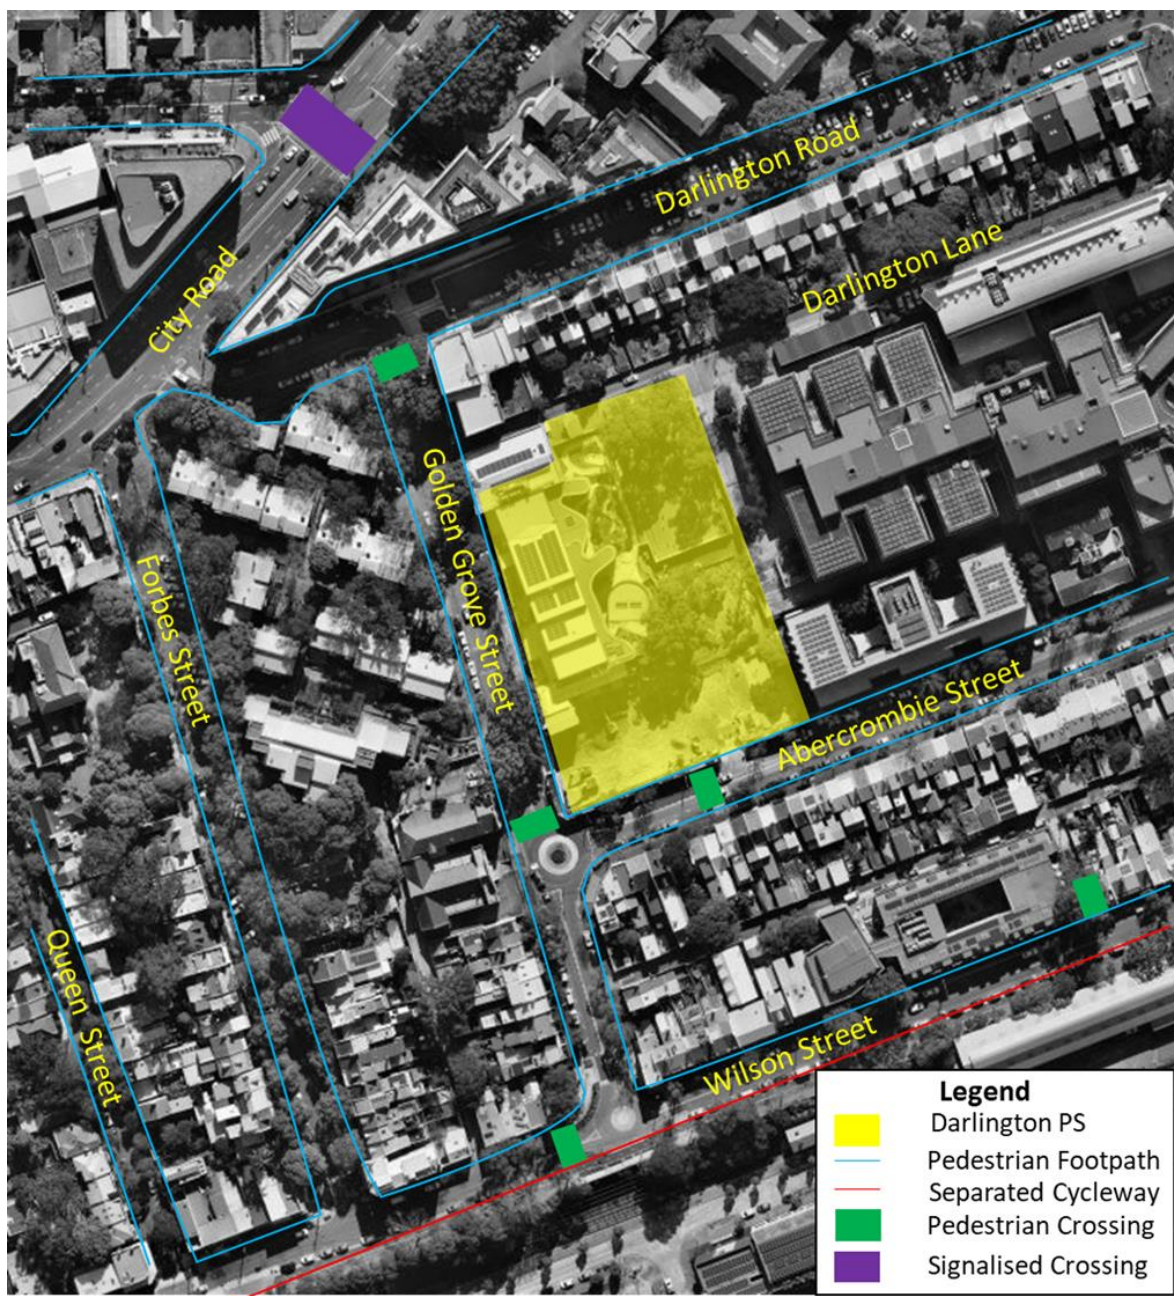 Darlington Road
Darlington Lane
City Road
Golden Grove Street
Forbes Street
Abercrombie Street
Queen Street
Wilson Street
Legend
Darlington PS
Pedestrian Footpath
Separated Cycleway
Pedestrian Crossing
Signalised Crossing